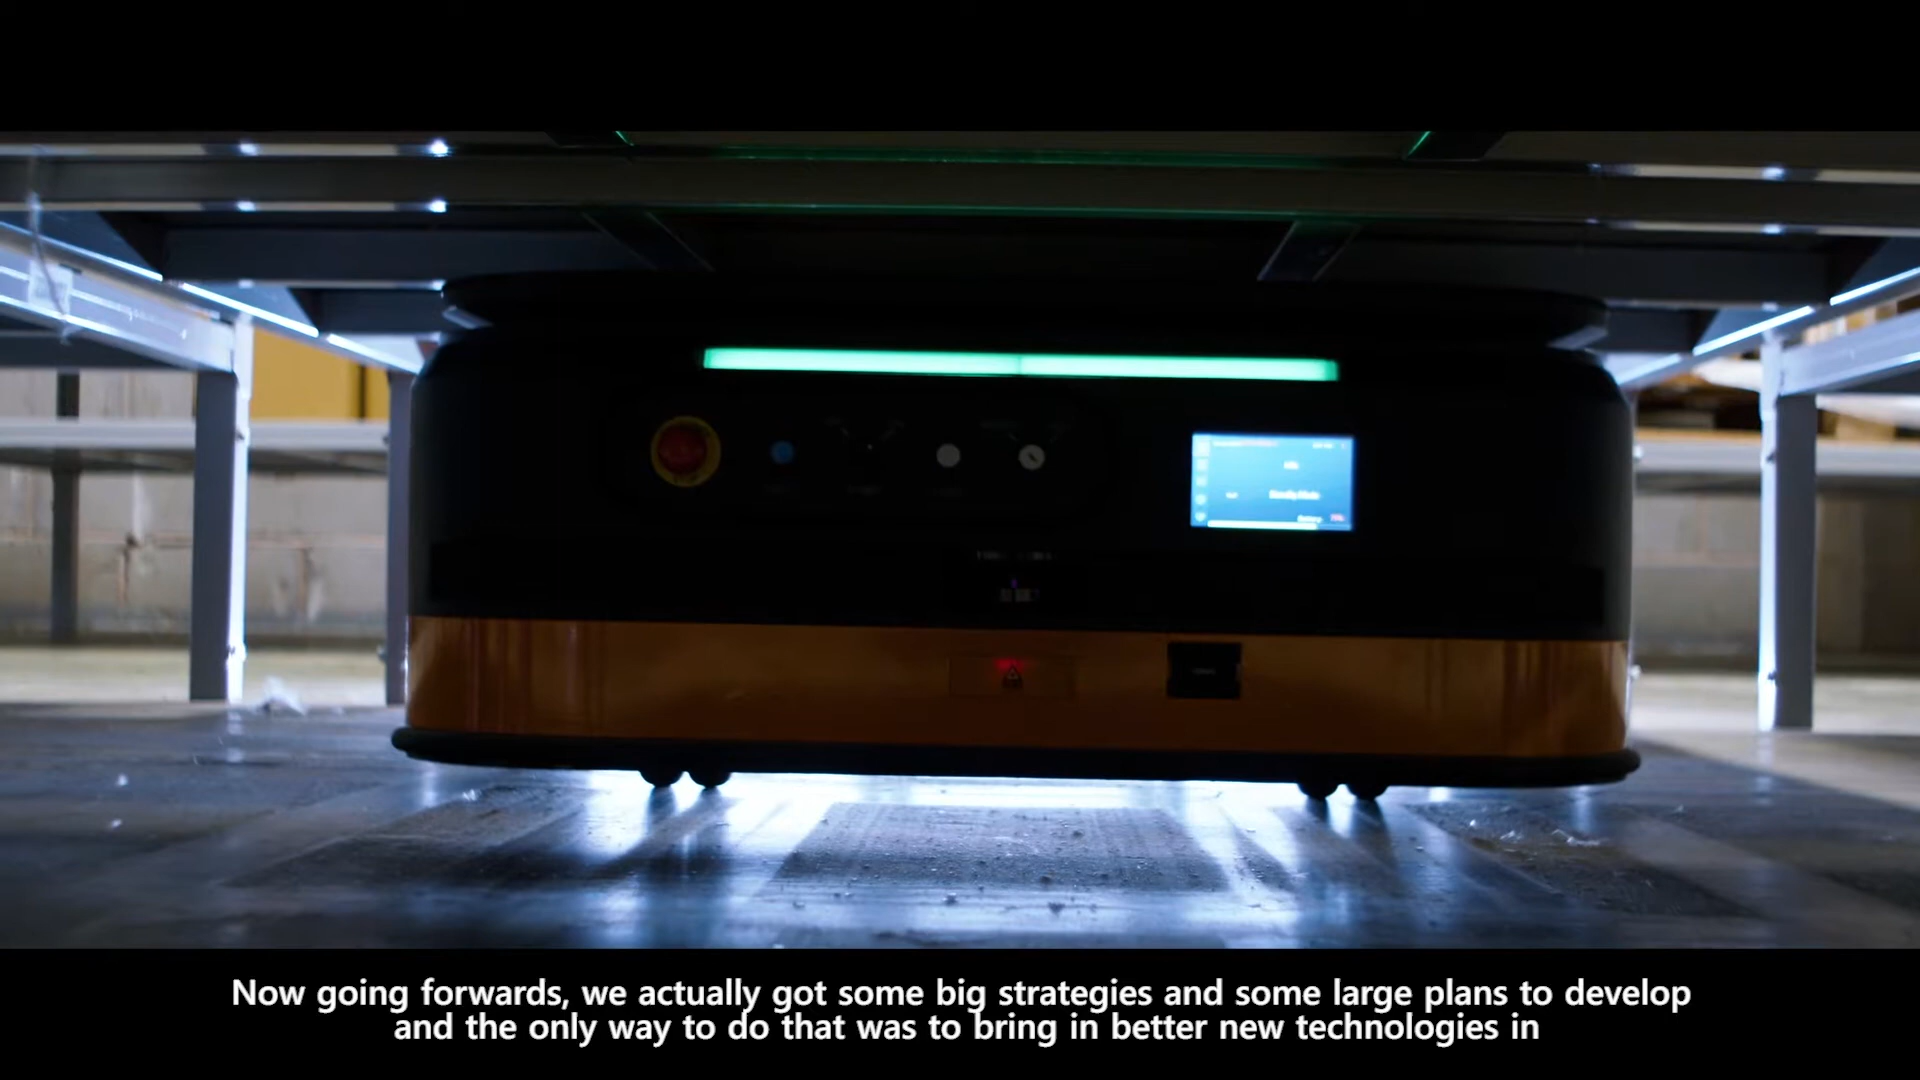 Now going forwards, we actually got some big strategies and some large plans to develop
and the only way to do that was to bring in better new technologies in